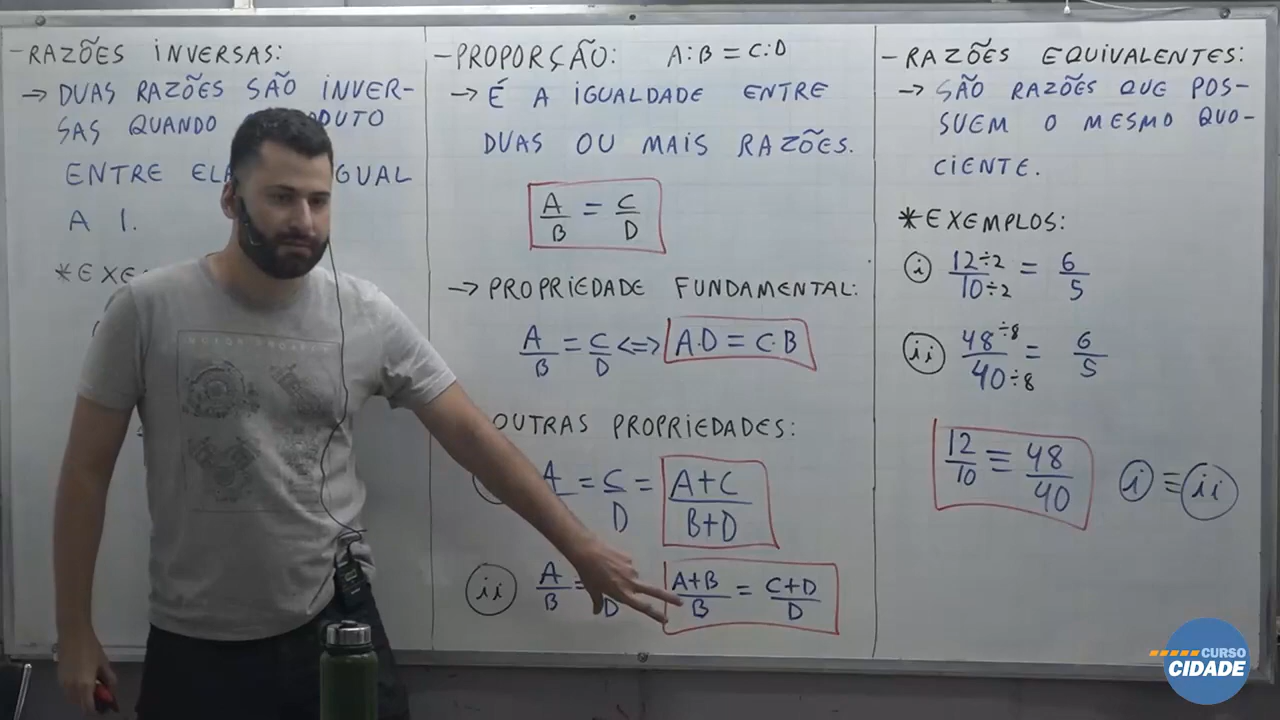 -RAZÕES INVERSAS:
→ DUAS RAZÕES SÃO INVER-
SAS QUANDO
ENTRE IGUAL
A 1.
-PROPORÇÃO: A:B = C:D
→ É A IGUALDADE ENTRE
DUAS OU MAIS RAZÕES.
A/B = C/D
→ PROPRIEDADE FUNDAMENTAL:
A/B = C/D <=> A·D = C·B
OUTRAS PROPRIEDADES:
A = C/D = A+C/B+D
ii A/B = D A+B/B = C+D/D
-RAZÕES EQUIVALENTES:
→ SÃO RAZÕES QUE POS-
SUEM O MESMO QUO-
CIENTE.
*EXEMPLOS:
i 12÷2/10÷2 = 6/5
ii 48÷8/40÷8 = 6/5
12/10 = 48/40 i ≡ ii
CURSO
CIDADE